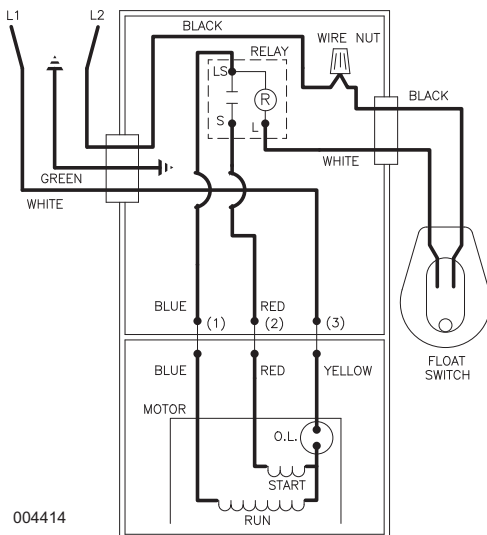 L1
L2
BLACK
WIRE NUT
RELAY
LS
R
S
L
BLACK
WHITE
GREEN
WHITE
BLUE
RED
(1)
(2)
(3)
BLUE
RED
YELLOW
FLOAT
SWITCH
MOTOR
O.L.
START
RUN
004414